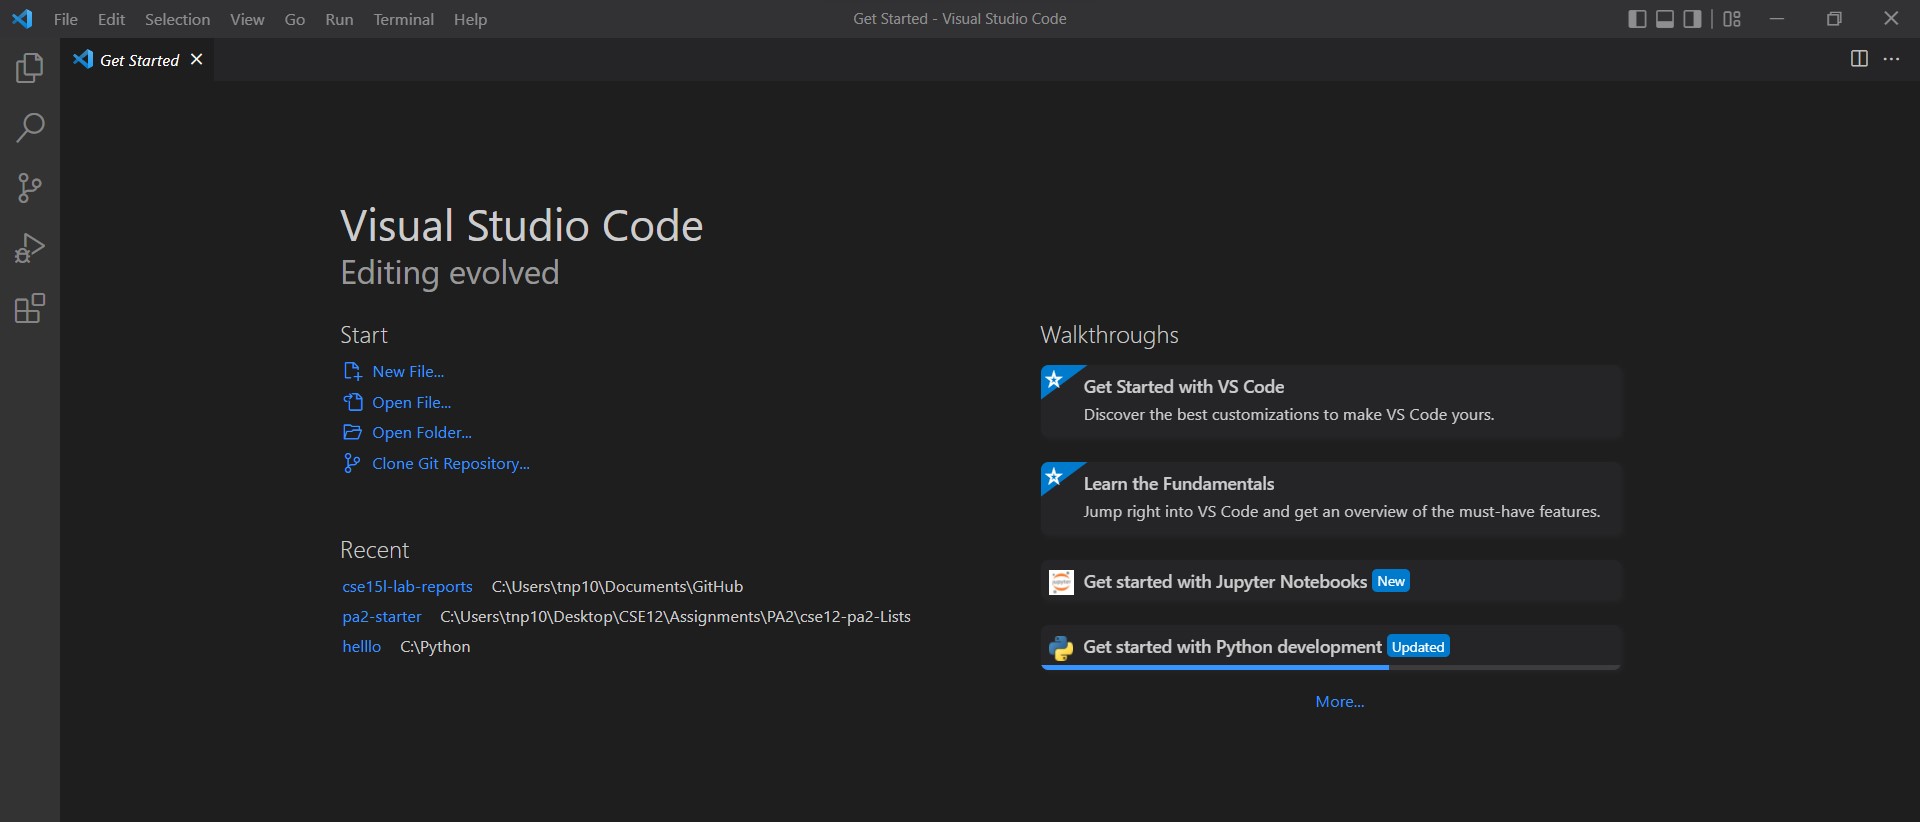 File Edit Selection View Go Run Terminal Help
Get Started - Visual Studio Code
Get Started
Visual Studio Code
Editing evolved
Start
New File...
Open File...
Open Folder...
Clone Git Repository...
Recent
cse15l-lab-reports C:\Users\tnp10\Documents\GitHub
pa2-starter C:\Users\tnp10\Desktop\CSE12\Assignments\PA2\cse12-pa2-Lists
helllo C:\Python
Walkthroughs
Get Started with VS Code
Discover the best customizations to make VS Code yours.
Learn the Fundamentals
Jump right into VS Code and get an overview of the must-have features.
jupyter
Get started with Jupyter Notebooks New
Get started with Python development Updated
More...